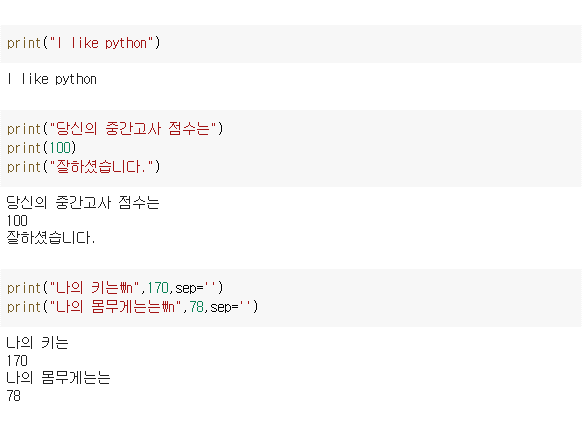 print("I like python")
I like python
print("당신의 중간고사 점수는")
print(100)
print("잘하셨습니다.")
당신의 중간고사 점수는
100
잘하셨습니다.
print("나의 키는₩n",170,sep='')
print("나의 몸무게는는₩n",78,sep='')
나의 키는
170
나의 몸무게는는
78